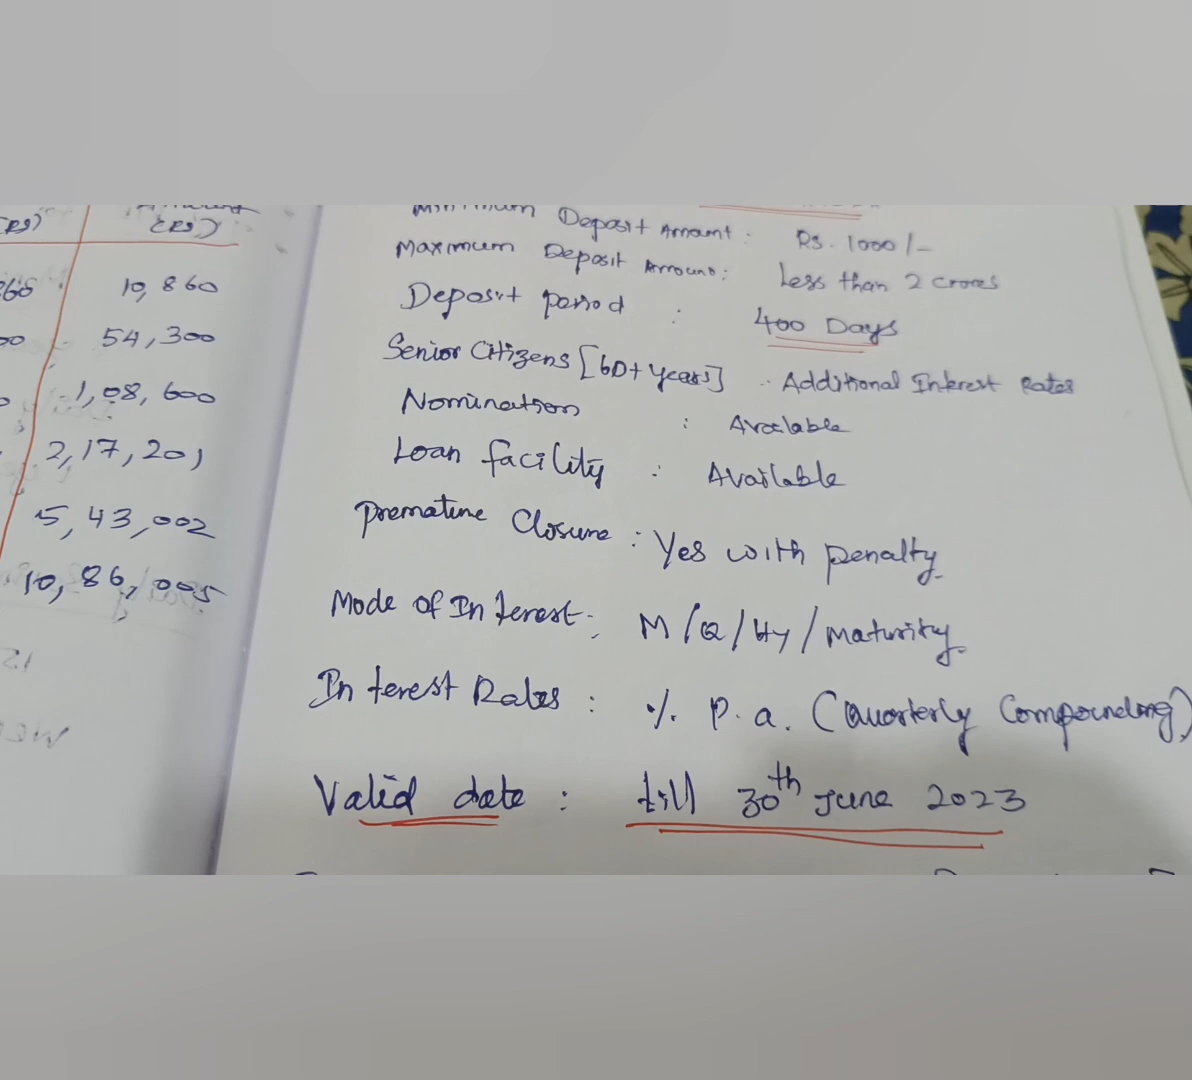 (Rs)
10,860
54,300
1,08,600
2,17,201
5,43,002
10,86,005
Minimum Deposit Amount : Rs. 1000/-
Maximum Deposit Amount : Less than 2 crores
Deposit period : 400 Days
Senior Citizens [60+ years] : Additional Interest Rates
Nomination : Available
Loan facility : Available
Premature Closure : Yes with penalty
Mode of Interest : M/Q/Hy/Maturity
Interest Rates : % p.a. (Quarterly Compounding)
Valid date : till 30th June 2023